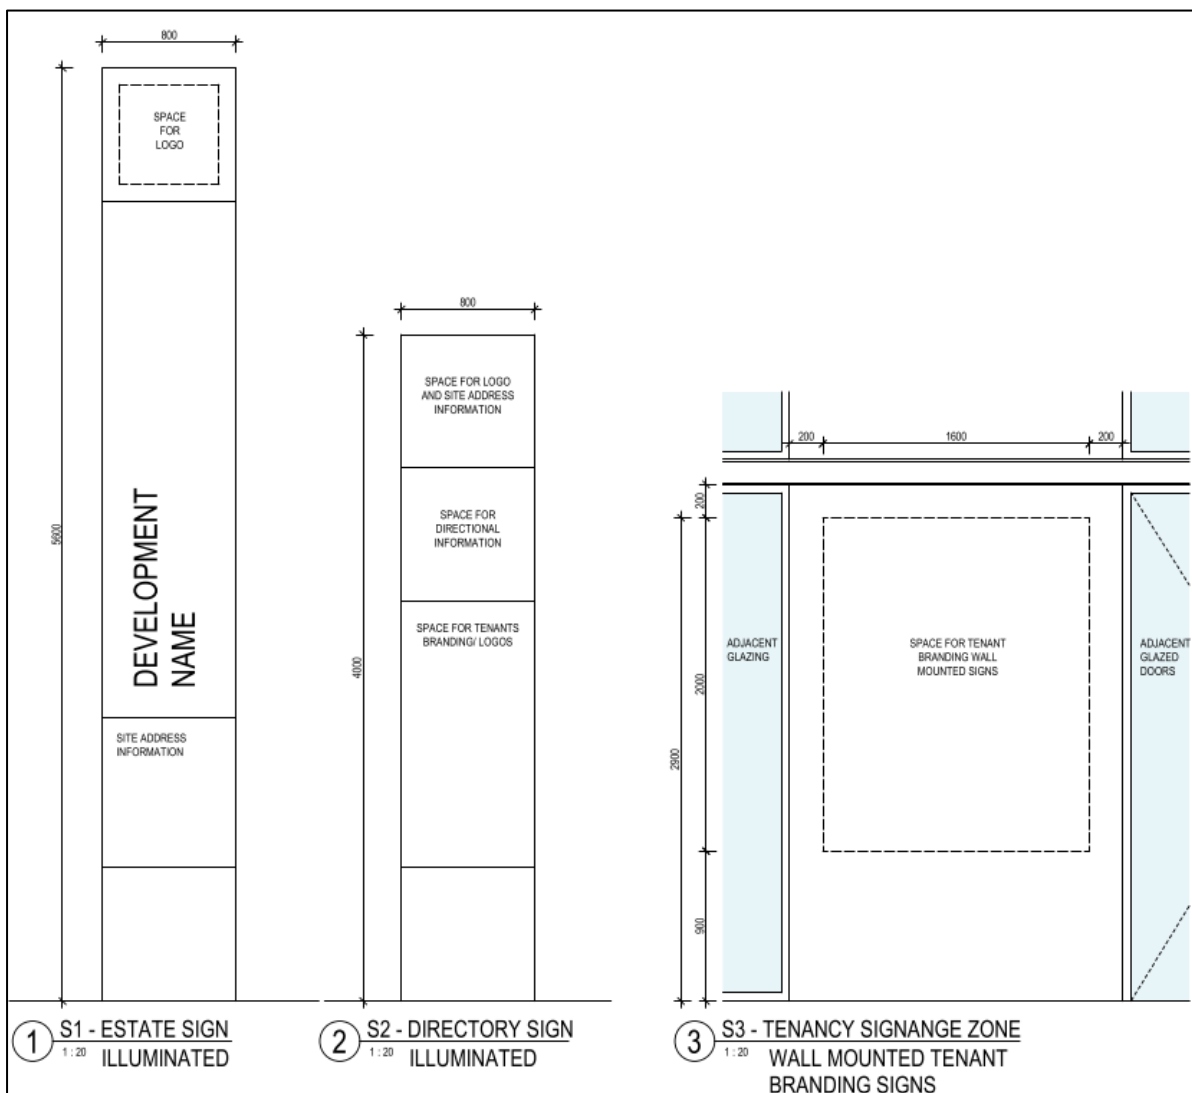 800
SPACE
FOR
LOGO
5600
DEVELOPMENT
NAME
SITE ADDRESS
INFORMATION
1
S1 - ESTATE SIGN
1 : 20
ILLUMINATED
800
SPACE FOR LOGO
AND SITE ADDRESS
INFORMATION
SPACE FOR
DIRECTIONAL
INFORMATION
SPACE FOR TENANTS
BRANDING/ LOGOS
4000
2
S2 - DIRECTORY SIGN
1 : 20
ILLUMINATED
200
1600
200
200
ADJACENT
GLAZING
SPACE FOR TENANT
BRANDING WALL
MOUNTED SIGNS
ADJACENT
GLAZED
DOORS
2000
2900
900
3
S3 - TENANCY SIGNANGE ZONE
1 : 20
WALL MOUNTED TENANT
BRANDING SIGNS